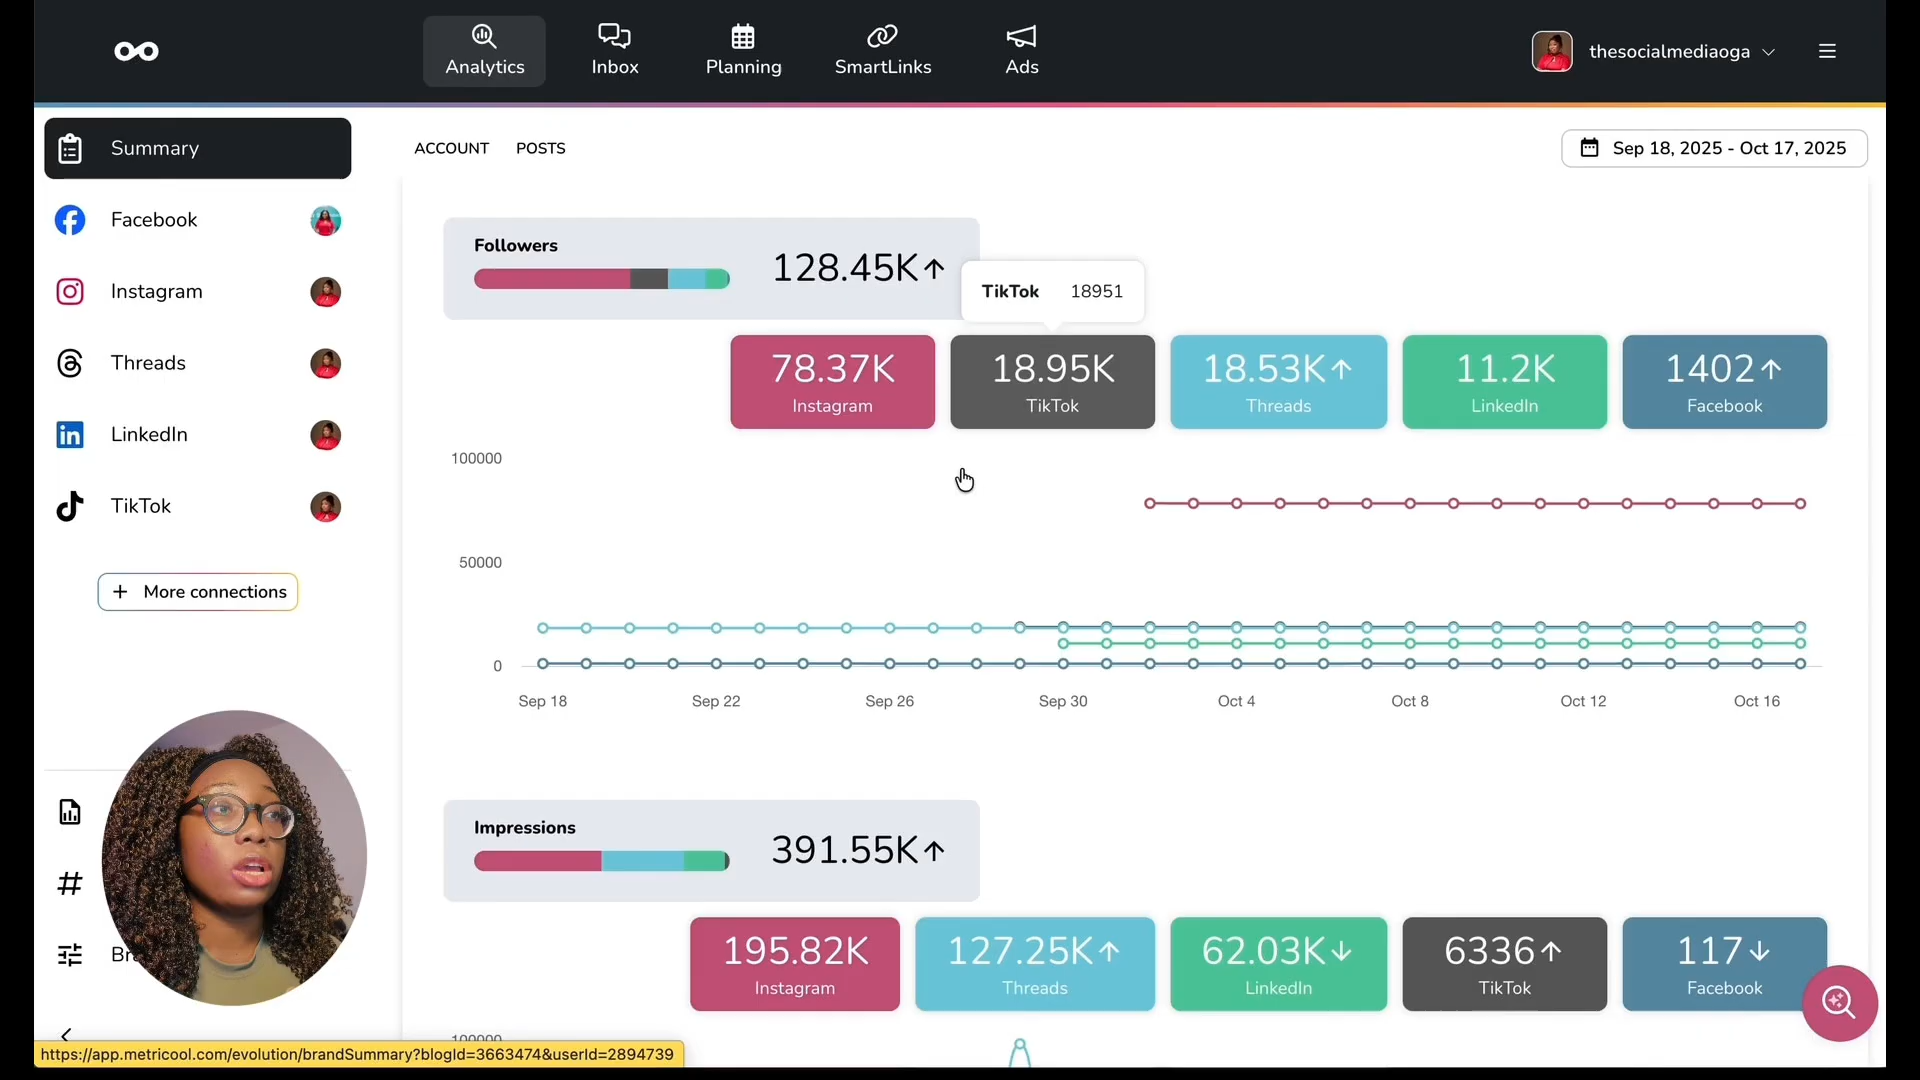 Analytics
Inbox
Planning
SmartLinks
Ads
thesocialmediaoga
Summary
Facebook
Instagram
Threads
LinkedIn
TikTok
+ More connections
#
ACCOUNT POSTS
Sep 18, 2025 - Oct 17, 2025
Followers
128.45K↑
TikTok 18951
78.37K
Instagram
18.95K
TikTok
18.53K↑
Threads
11.2K
LinkedIn
1402↑
Facebook
100000
50000
0
Sep 18 Sep 22 Sep 26 Sep 30 Oct 4 Oct 8 Oct 12 Oct 16
Impressions
391.55K↑
195.82K
Instagram
127.25K↑
Threads
62.03K↓
LinkedIn
6336↑
TikTok
117↓
Facebook
100000
https://app.metricool.com/evolution/brandSummary?blogId=3663474&userId=2894739